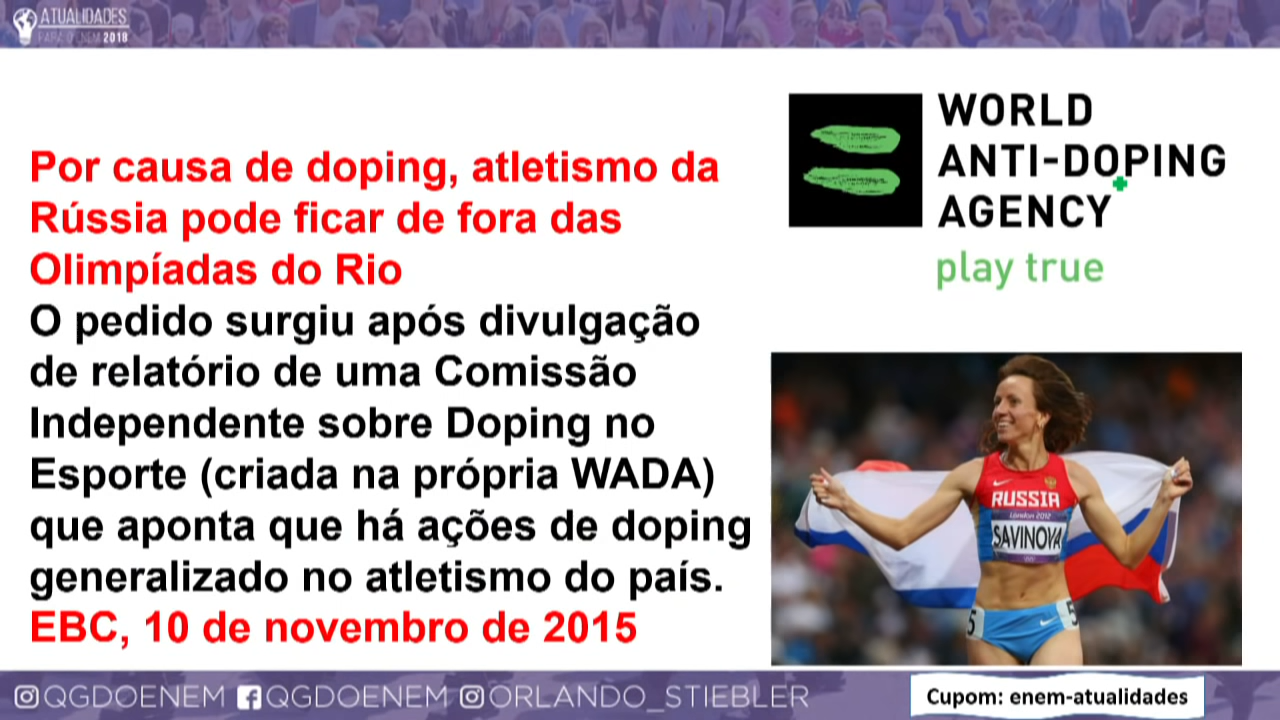 ATUALIDADES
PARA O ENEM 2018
WORLD
ANTI-DOPING
AGENCY
play true
Por causa de doping, atletismo da
Rússia pode ficar de fora das
Olimpíadas do Rio
O pedido surgiu após divulgação
de relatório de uma Comissão
Independente sobre Doping no
Esporte (criada na própria WADA)
que aponta que há ações de doping
generalizado no atletismo do país.
EBC, 10 de novembro de 2015
RUSSIA
London 2012
SAVINOVA
5
5
QGDOENEM QGDOENEM ORLANDO_STIEBLER
Cupom: enem-atualidades